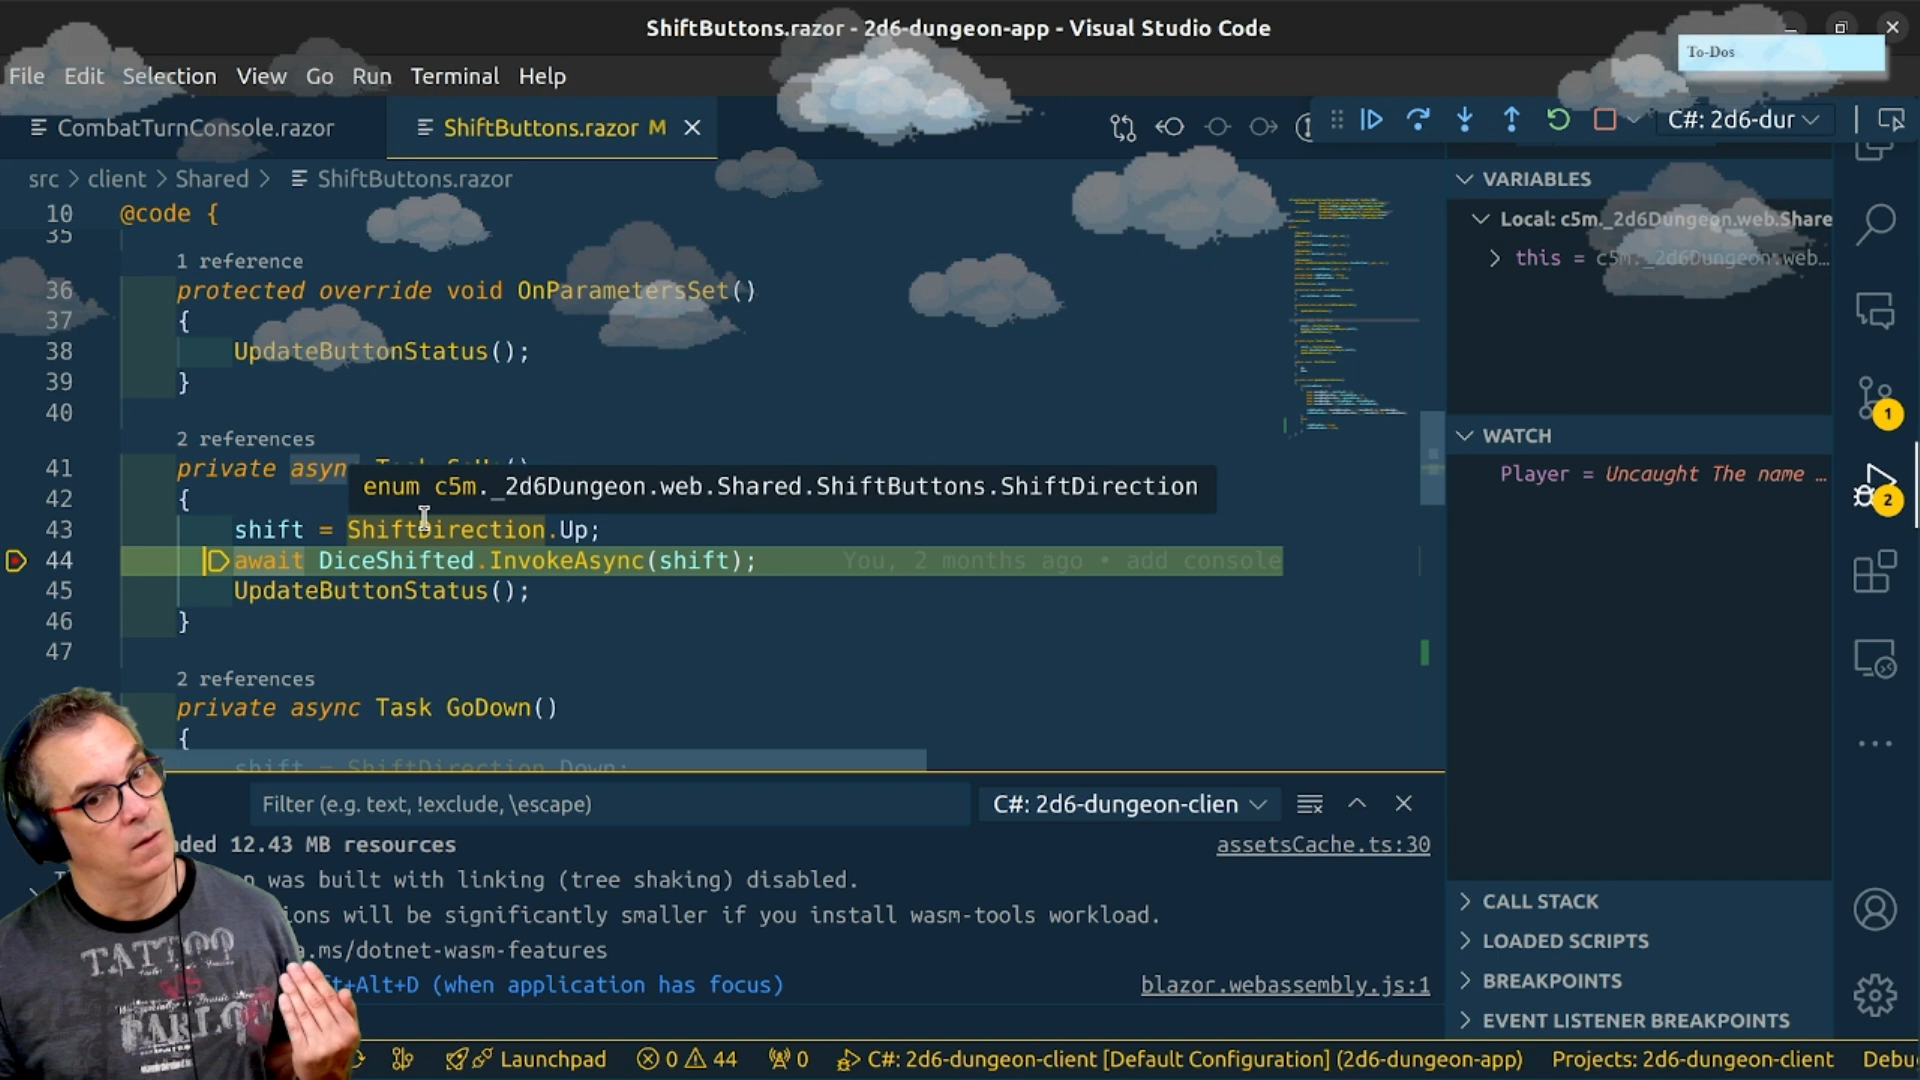 ShiftButtons.razor - 2d6-dungeon-app - Visual Studio Code
To-Dos
File Edit Selection View Go Run Terminal Help
CombatTurnConsole.razor
ShiftButtons.razor M
C#: 2d6-dur
src > client > Shared > ShiftButtons.razor
10 @code {
35
1 reference
36 protected override void OnParametersSet()
37 {
38 UpdateButtonStatus();
39 }
40
2 references
41 private async Task GoUp()
enum c5m._2d6Dungeon.web.Shared.ShiftButtons.ShiftDirection
42 {
43 shift = ShiftDirection.Up;
44 await DiceShifted.InvokeAsync(shift); You, 2 months ago • add console
45 UpdateButtonStatus();
46 }
47
2 references
private async Task GoDown()
{
shift = ShiftDirection.Down;
VARIABLES
Local: c5m._2d6Dungeon.web.Share
this = c5m._2d6Dungeon.web…
WATCH
Player = Uncaught The name …
CALL STACK
LOADED SCRIPTS
BREAKPOINTS
EVENT LISTENER BREAKPOINTS
1
2
Filter (e.g. text, !exclude, \escape)
C#: 2d6-dungeon-clien
ded 12.43 MB resources
assetsCache.ts:30
was built with linking (tree shaking) disabled.
ions will be significantly smaller if you install wasm-tools workload.
.ms/dotnet-wasm-features
t+Alt+D (when application has focus)
blazor.webassembly.js:1
TATTOO
VS
PARLO
Launchpad 0 44 0 C#: 2d6-dungeon-client [Default Configuration] (2d6-dungeon-app) Projects: 2d6-dungeon-client Debu